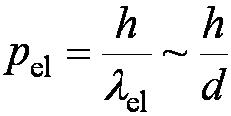 p_el = h/λ_el ~ h/d